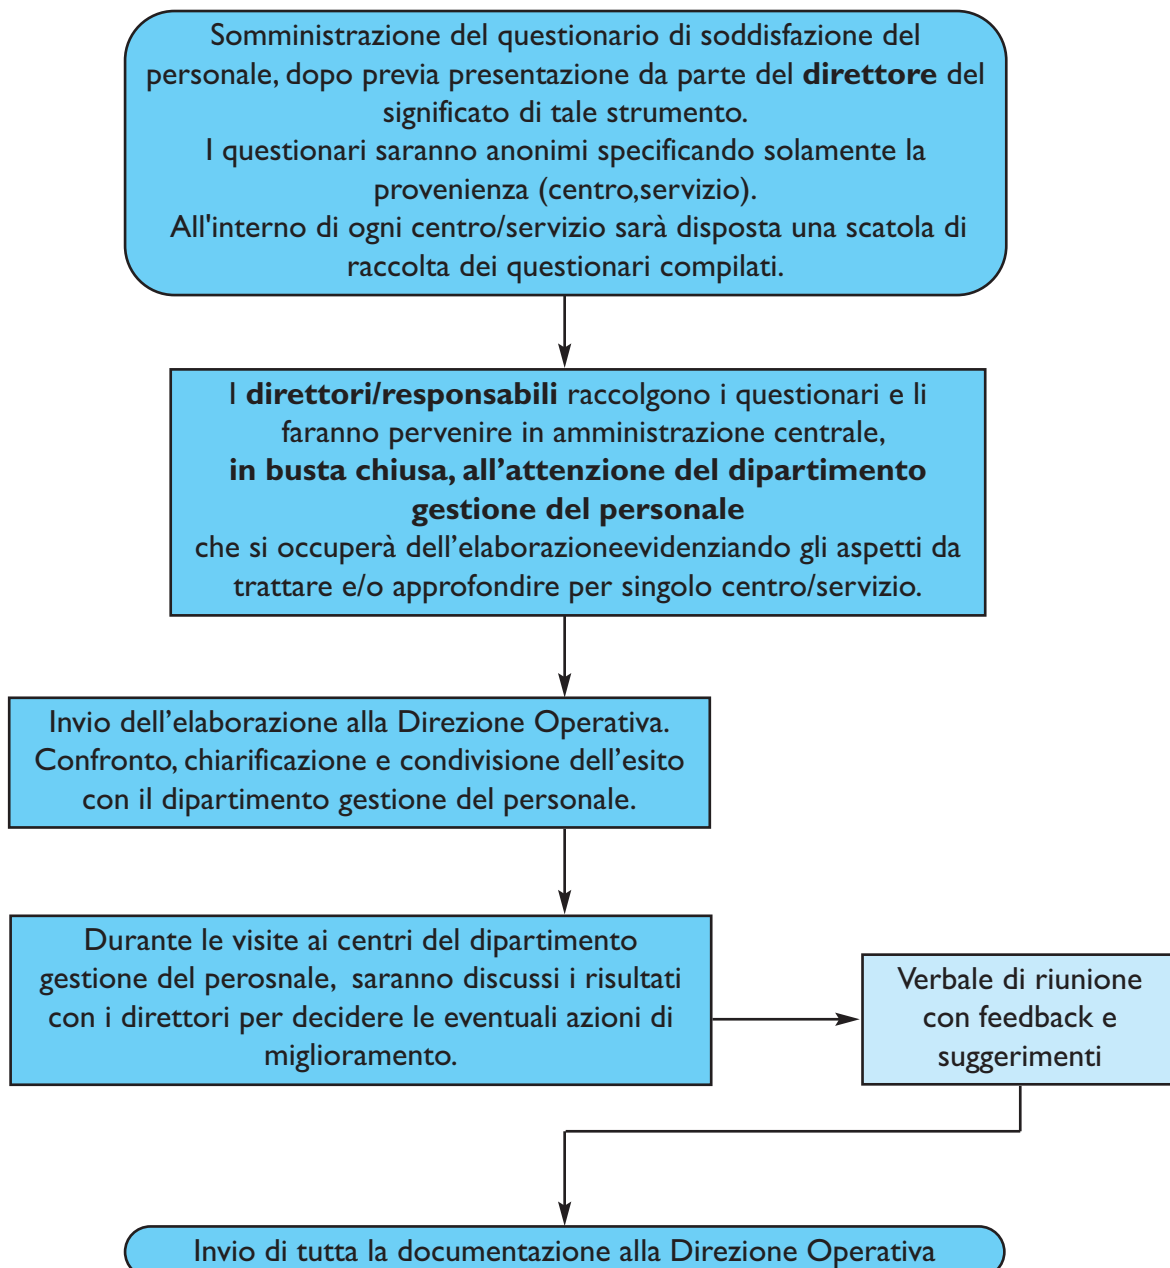 Somministrazione del questionario di soddisfazione del
personale, dopo previa presentazione da parte del direttore del
significato di tale strumento.
I questionari saranno anonimi specificando solamente la
provenienza (centro,servizio).
All'interno di ogni centro/servizio sarà disposta una scatola di
raccolta dei questionari compilati.
I direttori/responsabili raccolgono i questionari e li
faranno pervenire in amministrazione centrale,
in busta chiusa, all’attenzione del dipartimento
gestione del personale
che si occuperà dell’elaborazioneevidenziando gli aspetti da
trattare e/o approfondire per singolo centro/servizio.
Invio dell’elaborazione alla Direzione Operativa.
Confronto, chiarificazione e condivisione dell’esito
con il dipartimento gestione del personale.
Durante le visite ai centri del dipartimento
gestione del perosnale, saranno discussi i risultati
con i direttori per decidere le eventuali azioni di
miglioramento.
Verbale di riunione
con feedback e
suggerimenti
Invio di tutta la documentazione alla Direzione Operativa